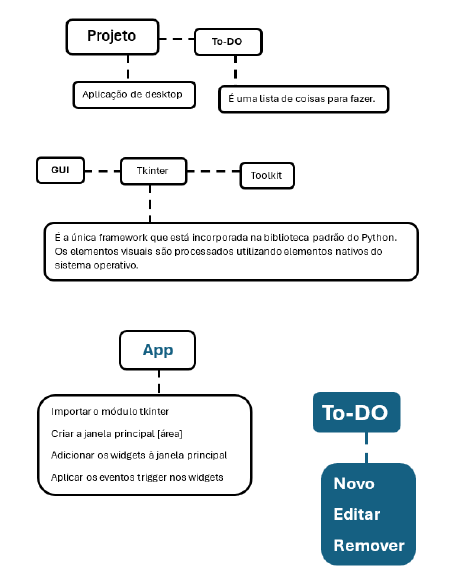 Projeto
To-DO
Aplicação de desktop
É uma lista de coisas para fazer.
GUI
Tkinter
Toolkit
É a única framework que está incorporada na biblioteca padrão do Python.
Os elementos visuais são processados utilizando elementos nativos do
sistema operativo.
App
Importar o módulo tkinter
Criar a janela principal [área]
Adicionar os widgets à janela principal
Aplicar os eventos trigger nos widgets
To-DO
Novo
Editar
Remover